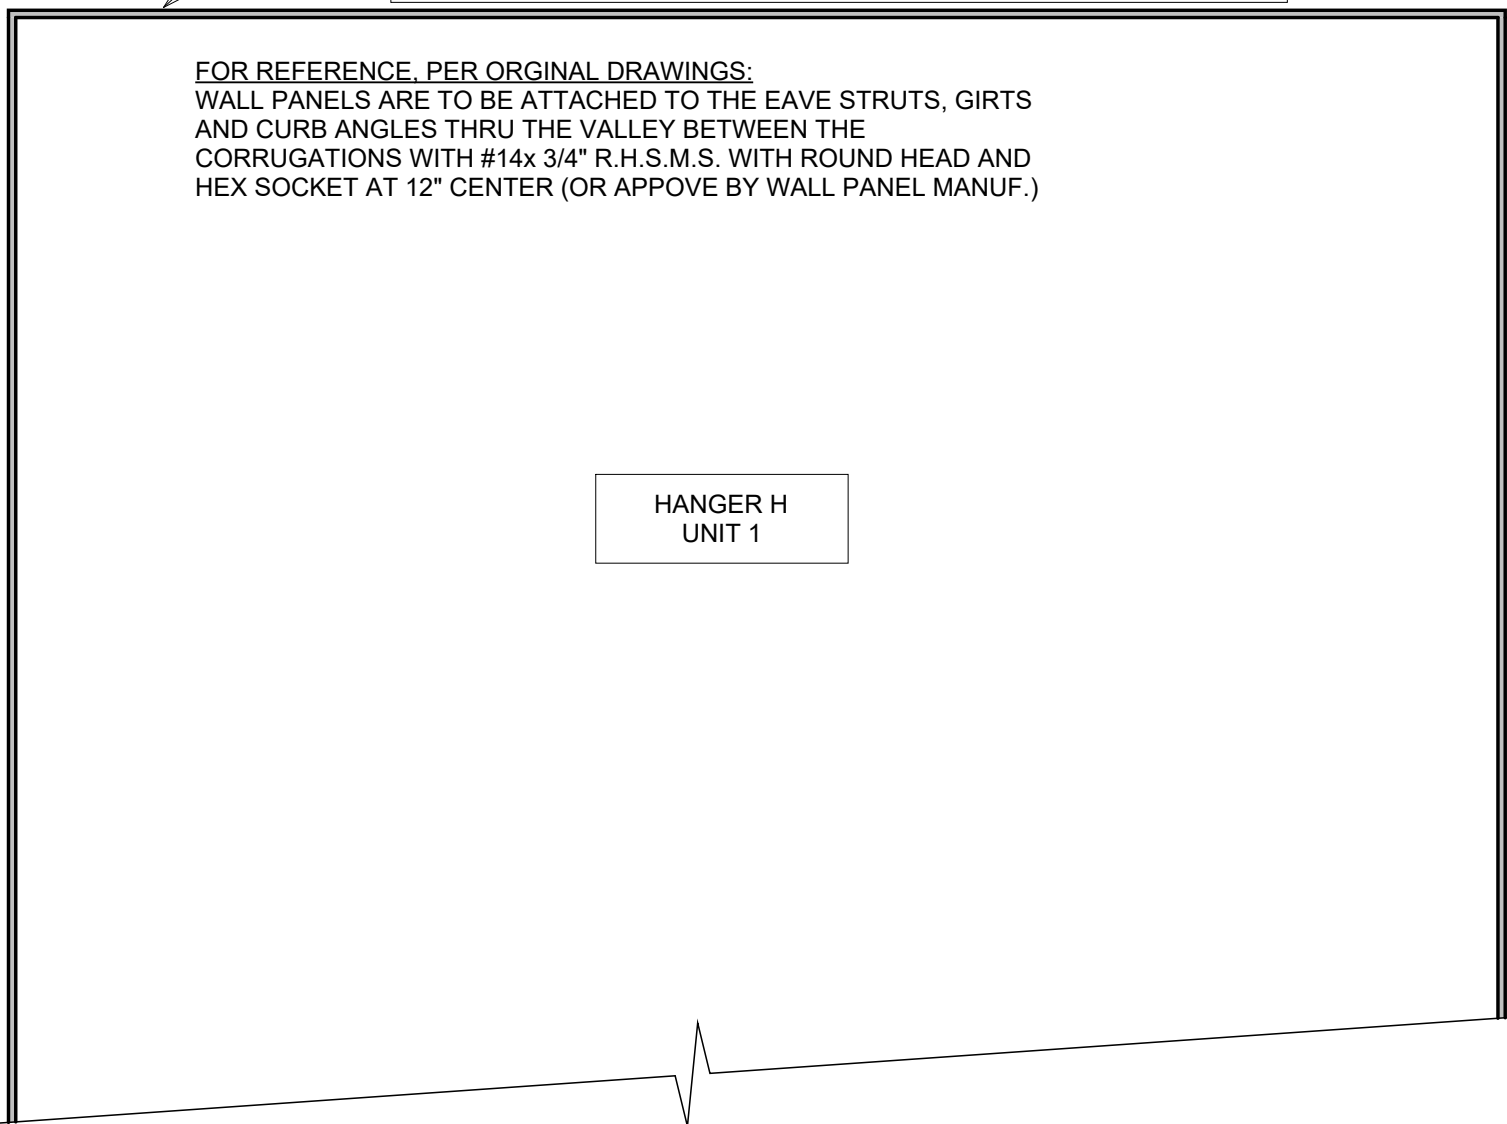 FOR REFERENCE, PER ORGINAL DRAWINGS:
WALL PANELS ARE TO BE ATTACHED TO THE EAVE STRUTS, GIRTS
AND CURB ANGLES THRU THE VALLEY BETWEEN THE
CORRUGATIONS WITH #14x 3/4" R.H.S.M.S. WITH ROUND HEAD AND
HEX SOCKET AT 12" CENTER (OR APPOVE BY WALL PANEL MANUF.)
HANGER H
UNIT 1